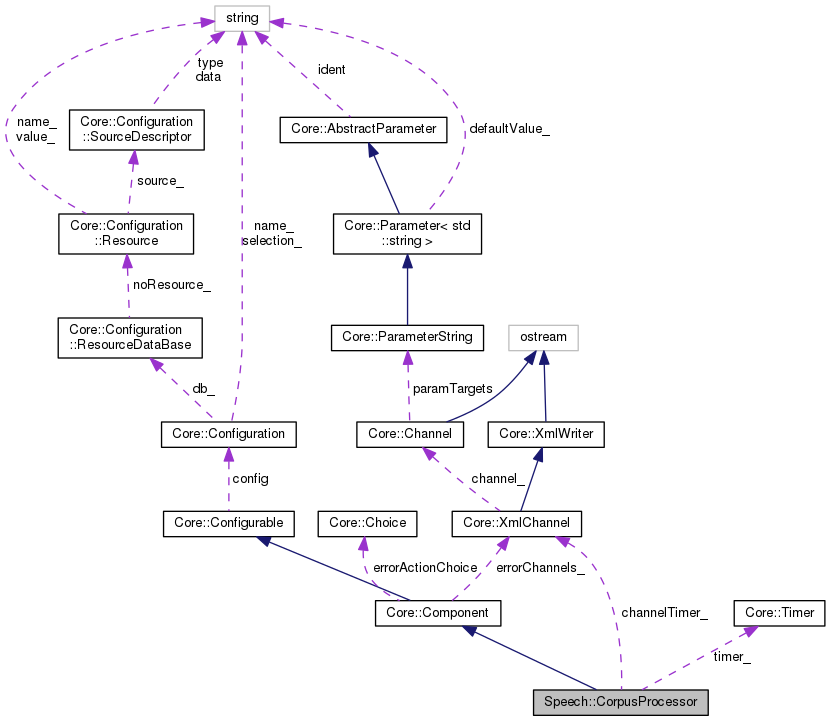 string
type
data
ident
name_
value_
Core::Configuration
::SourceDescriptor
Core::AbstractParameter
defaultValue_
source_
Core::Configuration
::Resource
name_
selection_
Core::Parameter< std
::string >
noResource_
Core::Configuration
::ResourceDataBase
Core::ParameterString
ostream
db_
paramTargets
Core::Configuration
Core::Channel
Core::XmlWriter
config
channel_
Core::Configurable
Core::Choice
Core::XmlChannel
errorActionChoice
errorChannels_
Core::Component
channelTimer_
Core::Timer
timer_
Speech::CorpusProcessor